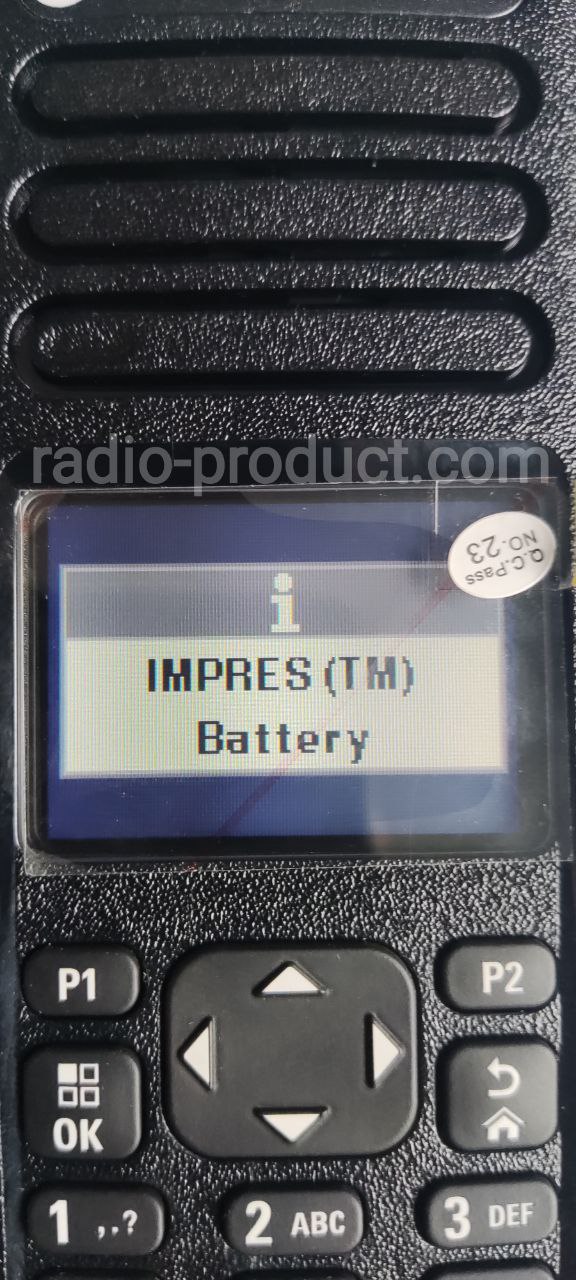 radio-product.com
Q.C.Pass
NO.23
i
IMPRES (TM)
Battery
P1
P2
OK
1 ,.?
2 ABC
3 DEF